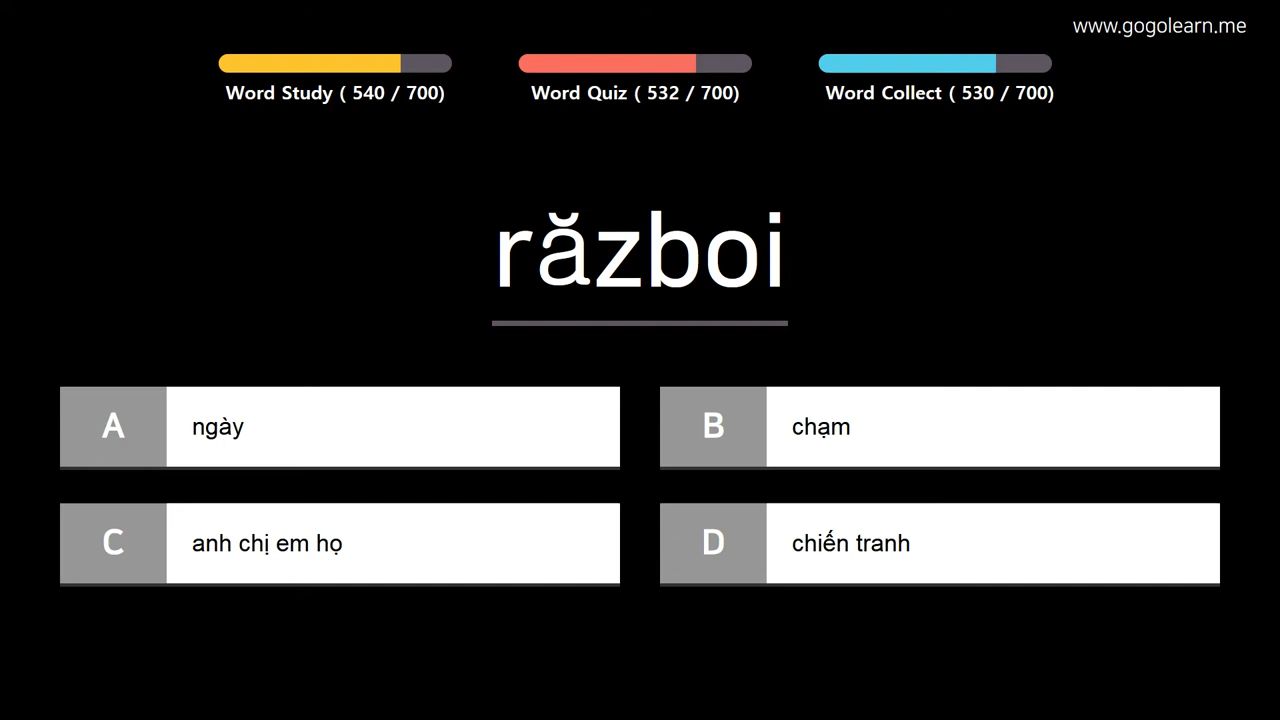 www.gogolearn.me
Word Study ( 540 / 700)
Word Quiz ( 532 / 700)
Word Collect ( 530 / 700)
război
A
ngày
B
chạm
C
anh chị em họ
D
chiến tranh